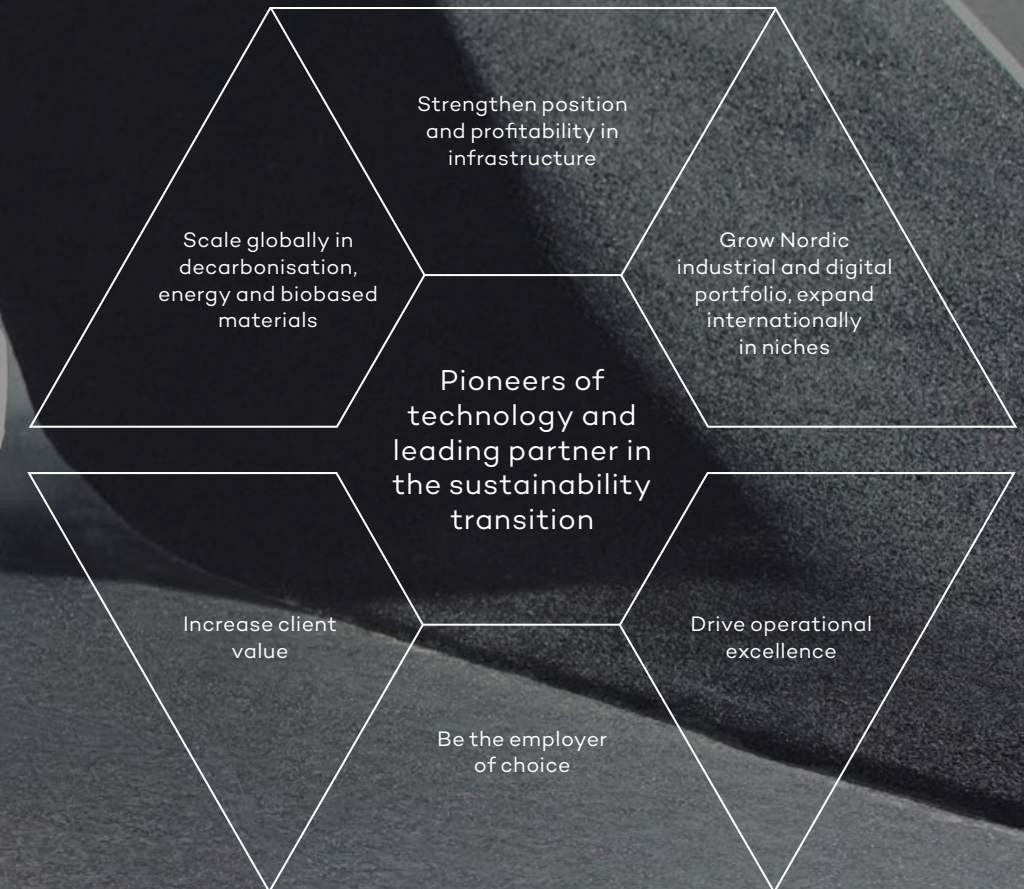 Strengthen position
and profitability in
infrastructure
Scale globally in
decarbonisation,
energy and biobased
materials
Grow Nordic
industrial and digital
portfolio, expand
internationally
in niches
Pioneers of
technology and
leading partner in
the sustainability
transition
Increase client
value
Drive operational
excellence
Be the employer
of choice